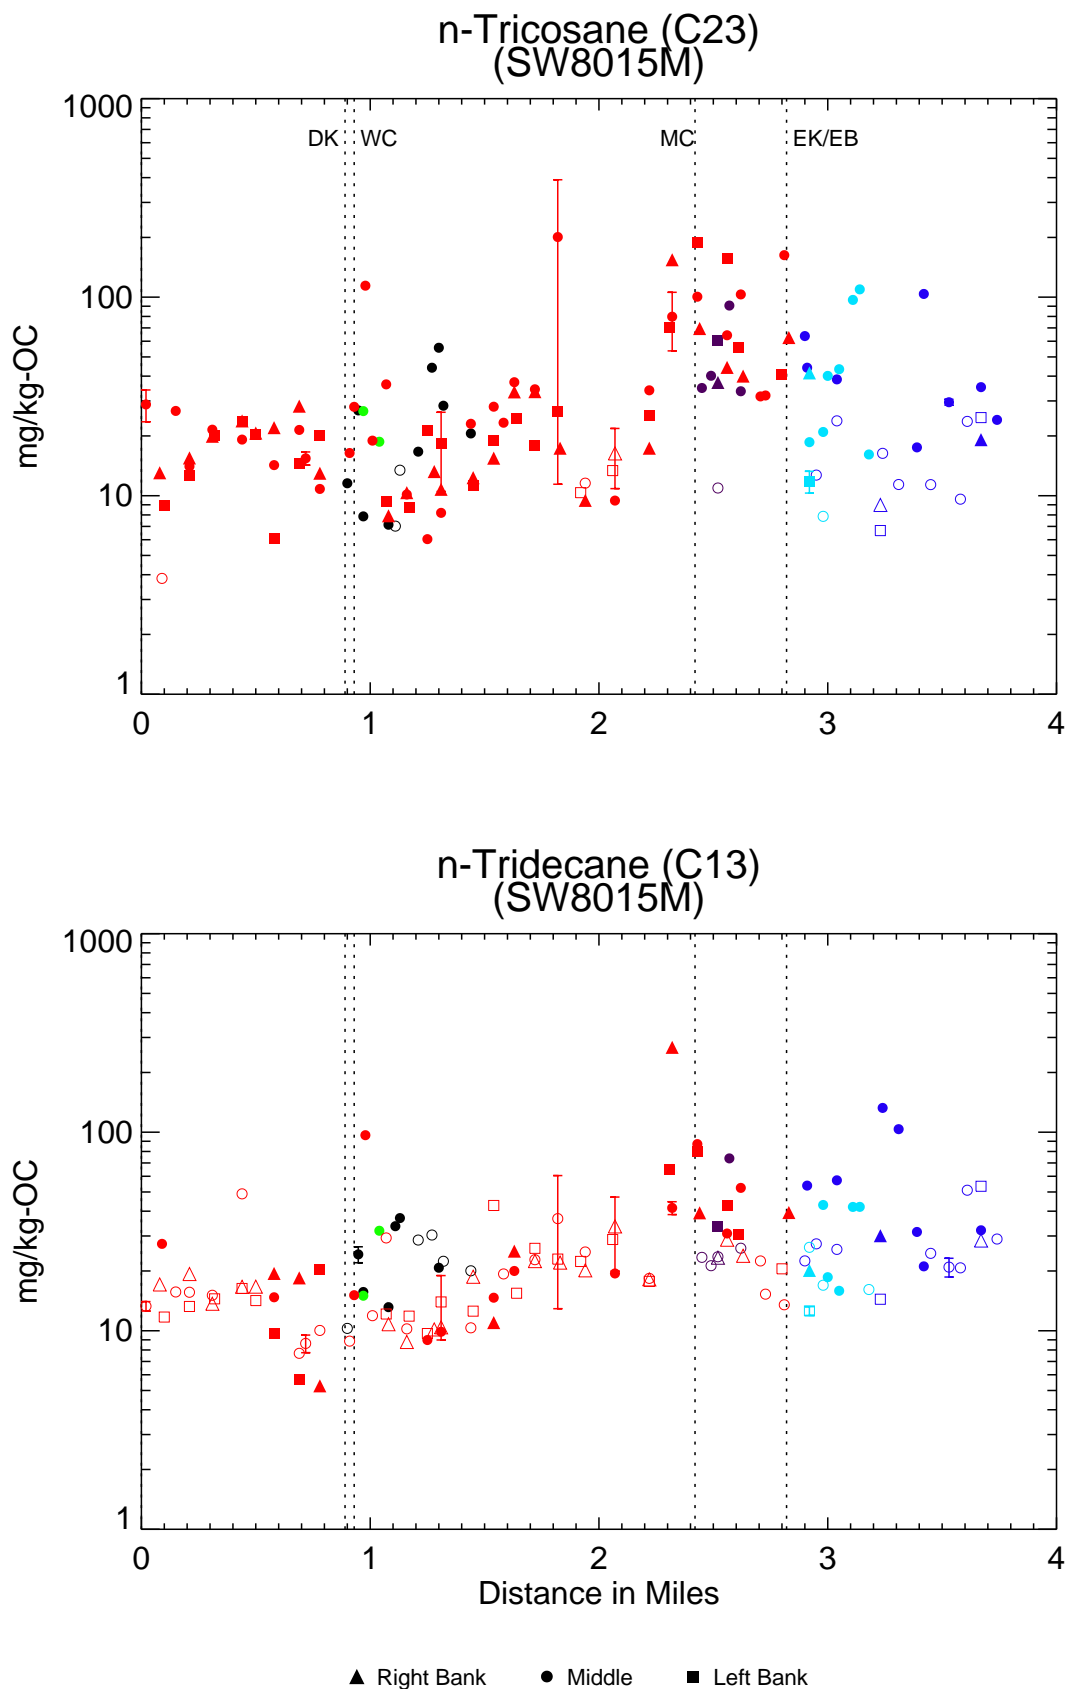 n-Tricosane (C23)
(SW8015M)
1000
DK WC MC EK/EB
100
mg/kg-OC
10
1
0 1 2 3 4
n-Tridecane (C13)
(SW8015M)
1000
100
mg/kg-OC
10
1
0 1 2 3 4
Distance in Miles
Right Bank Middle Left Bank